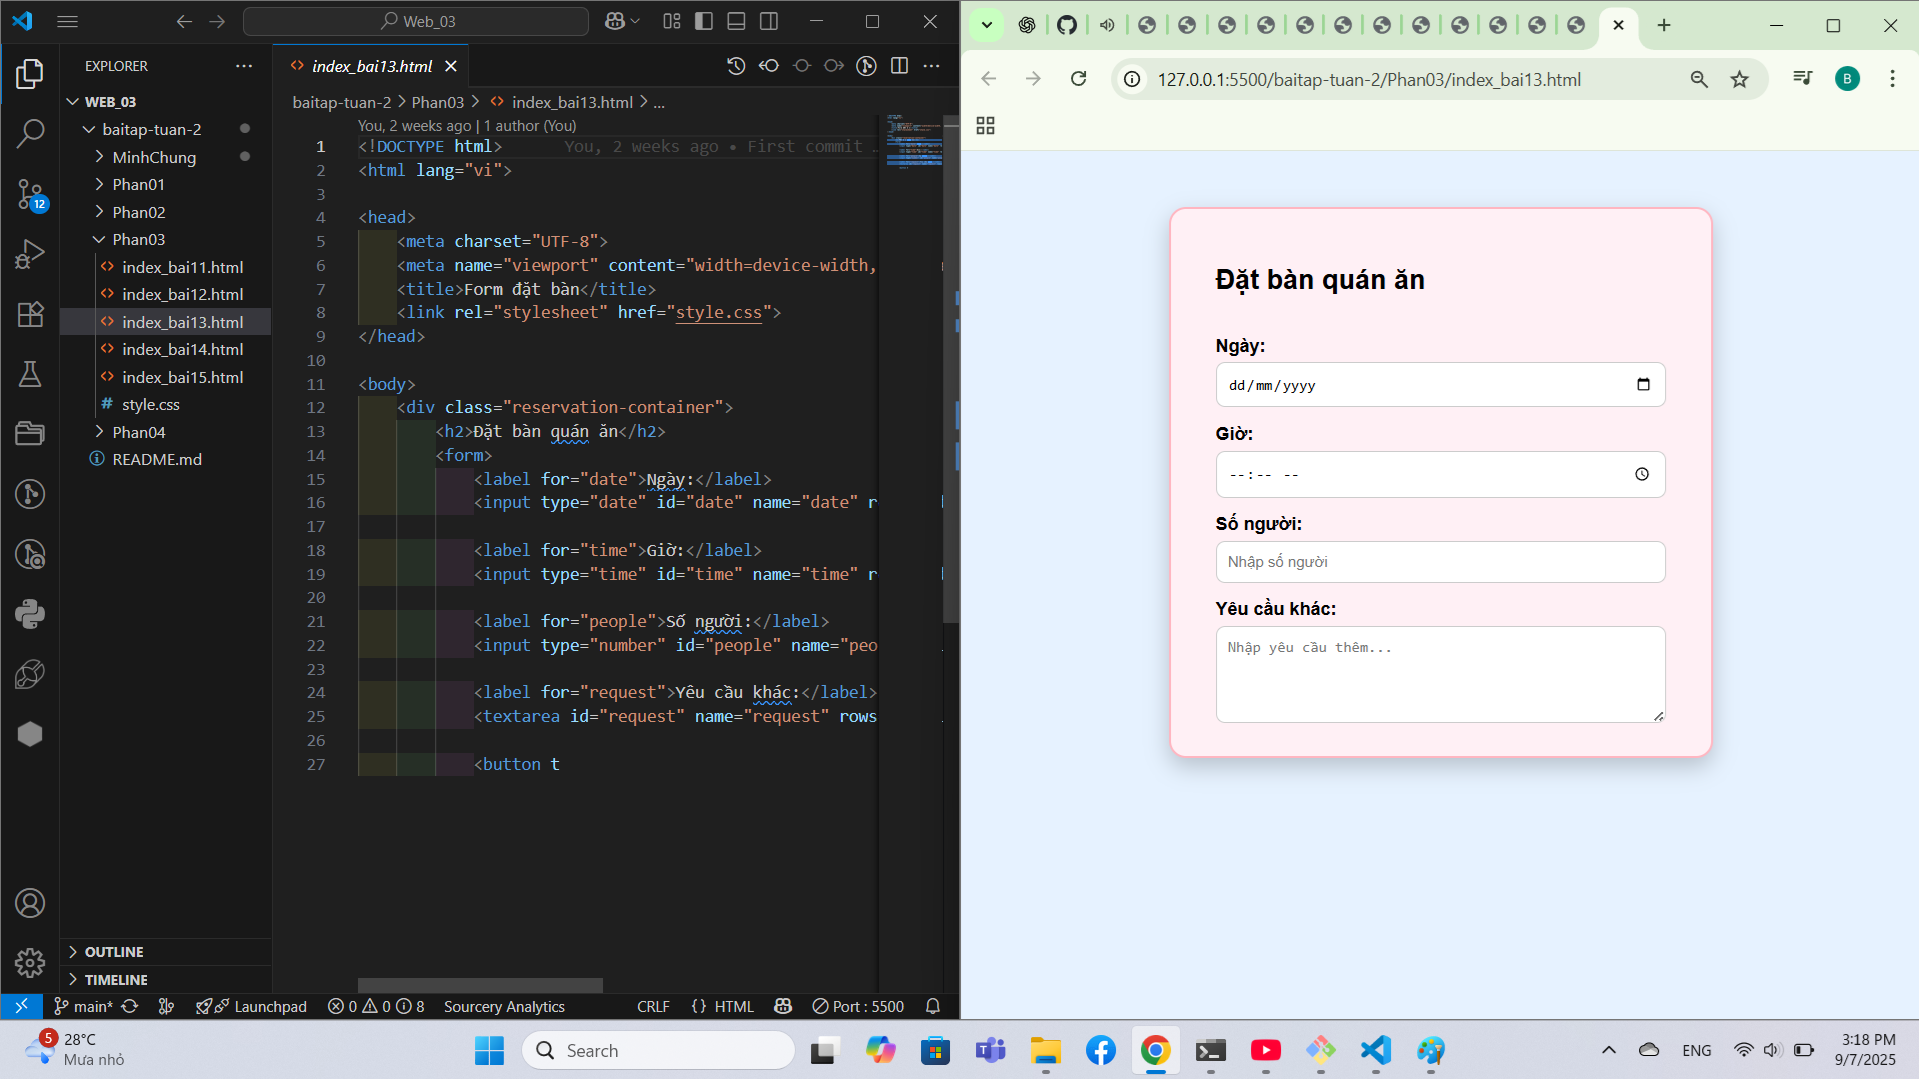 Web_03
EXPLORER
WEB_03
baitap-tuan-2
MinhChung
Phan01
Phan02
Phan03
index_bai11.html
index_bai12.html
index_bai13.html
index_bai14.html
index_bai15.html
# style.css
Phan04
README.md
12
OUTLINE
TIMELINE
index_bai13.html
baitap-tuan-2 > Phan03 > index_bai13.html > ...
You, 2 weeks ago | 1 author (You)
1 <!DOCTYPE html> You, 2 weeks ago • First commit …
2 <html lang="vi">
3
4 <head>
5 <meta charset="UTF-8">
6 <meta name="viewport" content="width=device-width,
7 <title>Form đặt bàn</title>
8 <link rel="stylesheet" href="style.css">
9 </head>
10
11 <body>
12 <div class="reservation-container">
13 <h2>Đặt bàn quán ăn</h2>
14 <form>
15 <label for="date">Ngày:</label>
16 <input type="date" id="date" name="date" r
17
18 <label for="time">Giờ:</label>
19 <input type="time" id="time" name="time" r
20
21 <label for="people">Số người:</label>
22 <input type="number" id="people" name="peo
23
24 <label for="request">Yêu cầu khác:</label>
25 <textarea id="request" name="request" rows
26
27 <button t
main*
Launchpad
0 0 8
Sourcery Analytics
CRLF
{ } HTML
Port : 5500
127.0.0.1:5500/baitap-tuan-2/Phan03/index_bai13.html
B
Đặt bàn quán ăn
Ngày:
dd/mm/yyyy
Giờ:
--:-- --
Số người:
Nhập số người
Yêu cầu khác:
Nhập yêu cầu thêm...
5
28°C
Mưa nhỏ
Search
ENG
3:18 PM
9/7/2025